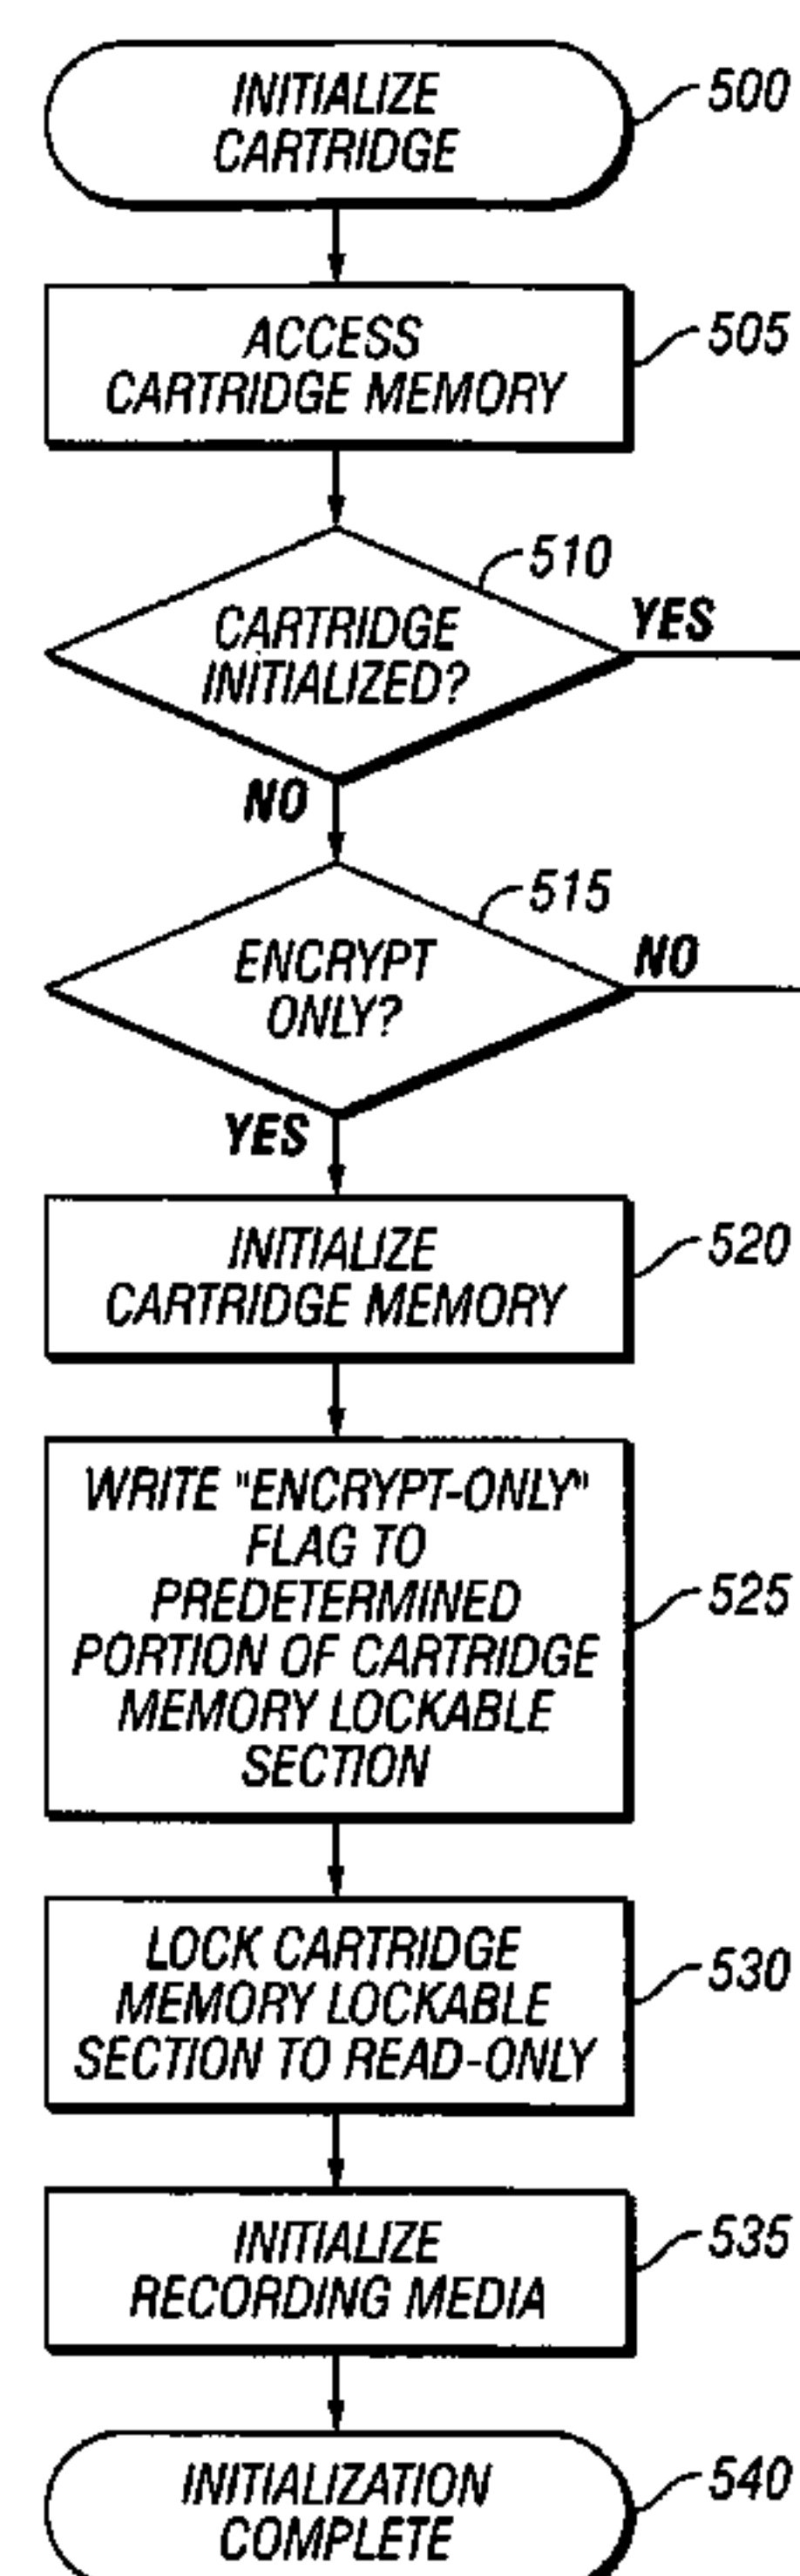 INITIALIZE
CARTRIDGE
500
ACCESS
CARTRIDGE MEMORY
505
510
CARTRIDGE
INITIALIZED?
YES
NO
515
ENCRYPT
ONLY?
NO
YES
INITIALIZE
CARTRIDGE MEMORY
520
WRITE "ENCRYPT-ONLY"
FLAG TO
PREDETERMINED
PORTION OF CARTRIDGE
MEMORY LOCKABLE
SECTION
525
LOCK CARTRIDGE
MEMORY LOCKABLE
SECTION TO READ-ONLY
530
INITIALIZE
RECORDING MEDIA
535
INITIALIZATION
COMPLETE
540